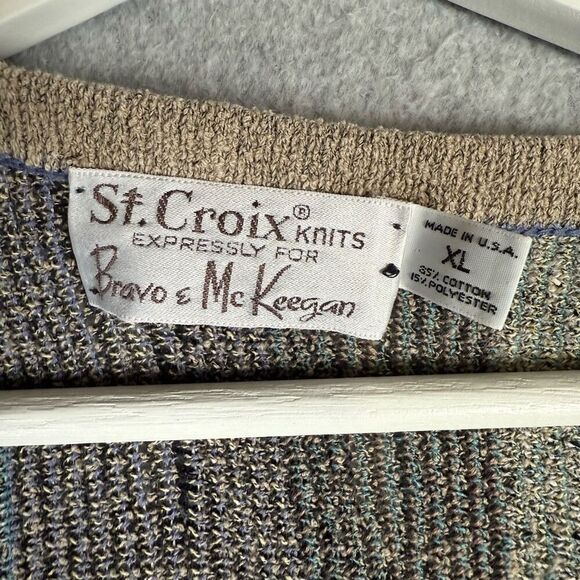 St. Croix® KNITS
EXPRESSLY FOR
Bravo & McKeegan
MADE IN U.S.A.
XL
85% COTTON
15% POLYESTER